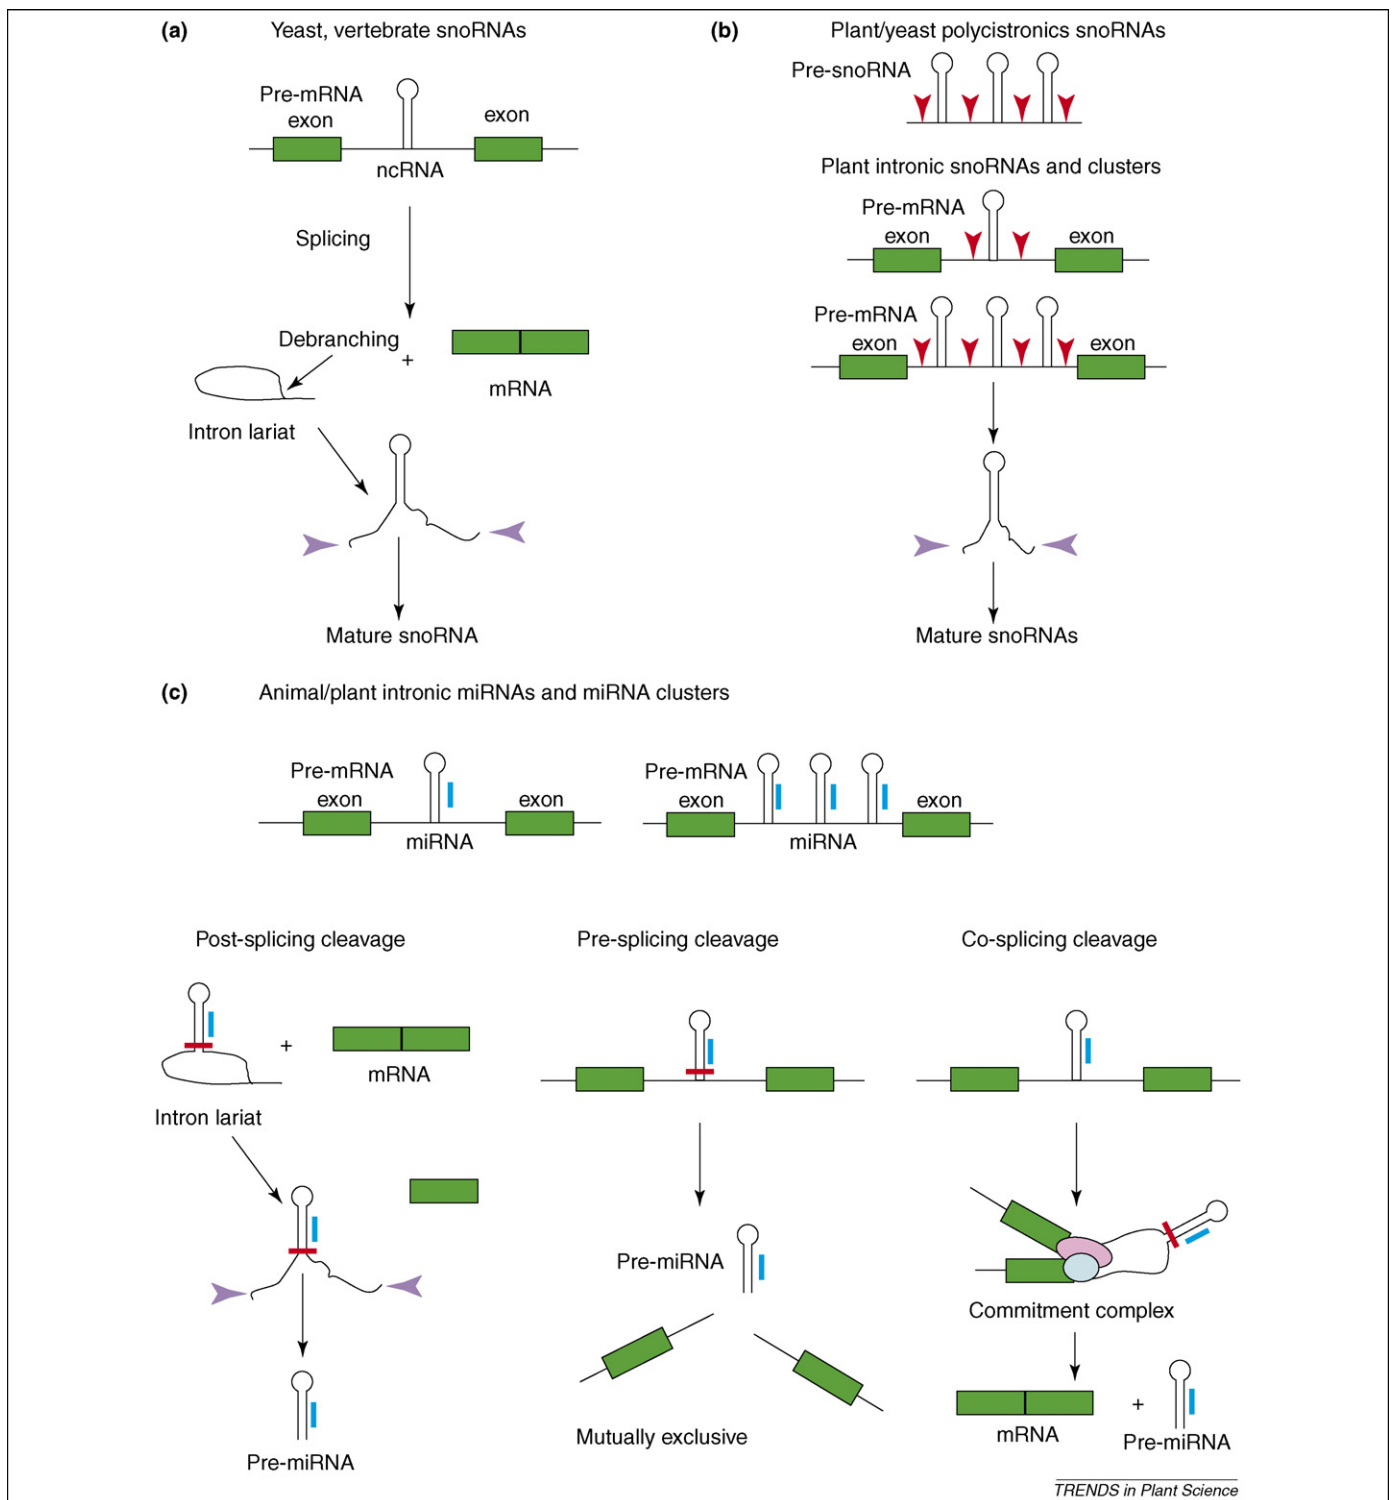 (a) Yeast, vertebrate snoRNAs
Pre-mRNA
exon
exon
ncRNA
Splicing
Debranching
+
mRNA
Intron lariat
Mature snoRNA
(b) Plant/yeast polycistronics snoRNAs
Pre-snoRNA
Plant intronic snoRNAs and clusters
Pre-mRNA
exon
exon
Pre-mRNA
exon
exon
Mature snoRNAs
(c) Animal/plant intronic miRNAs and miRNA clusters
Pre-mRNA
exon
exon
miRNA
Pre-mRNA
exon
exon
miRNA
Post-splicing cleavage
+
mRNA
Intron lariat
Pre-miRNA
Pre-splicing cleavage
Pre-miRNA
Mutually exclusive
Co-splicing cleavage
Commitment complex
+
mRNA
Pre-miRNA
TRENDS in Plant Science